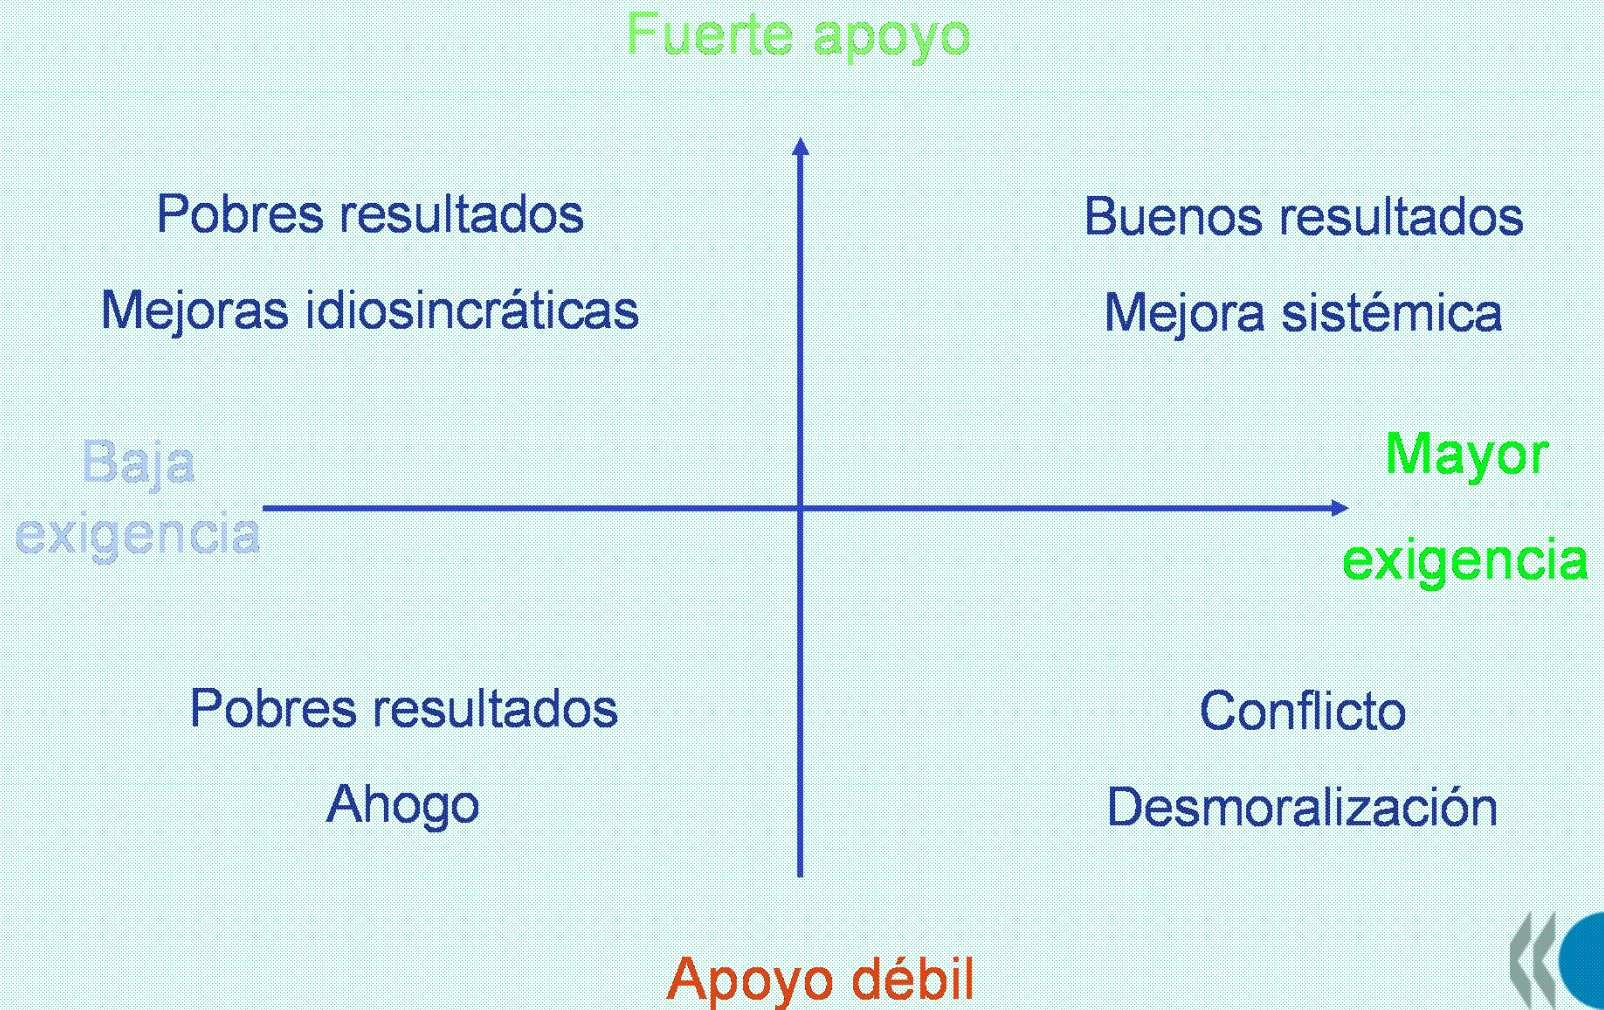 Fuerte apoyo
Pobres resultados
Mejoras idiosincráticas
Buenos resultados
Mejora sistémica
Baja
exigencia
Mayor
exigencia
Pobres resultados
Ahogo
Conflicto
Desmoralización
Apoyo débil